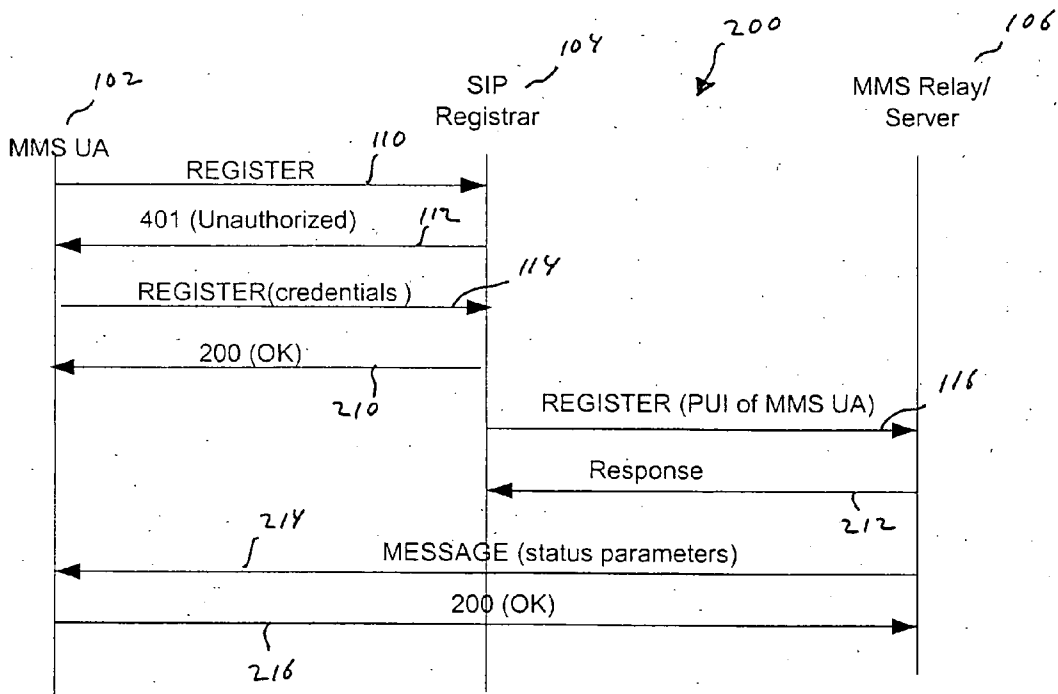 104
200
106
102
SIP
Registrar
MMS Relay/
Server
MMS UA
110
REGISTER
401 (Unauthorized)
112
REGISTER(credentials )
114
200 (OK)
210
REGISTER (PUI of MMS UA)
116
Response
212
214
MESSAGE (status parameters)
200 (OK)
216